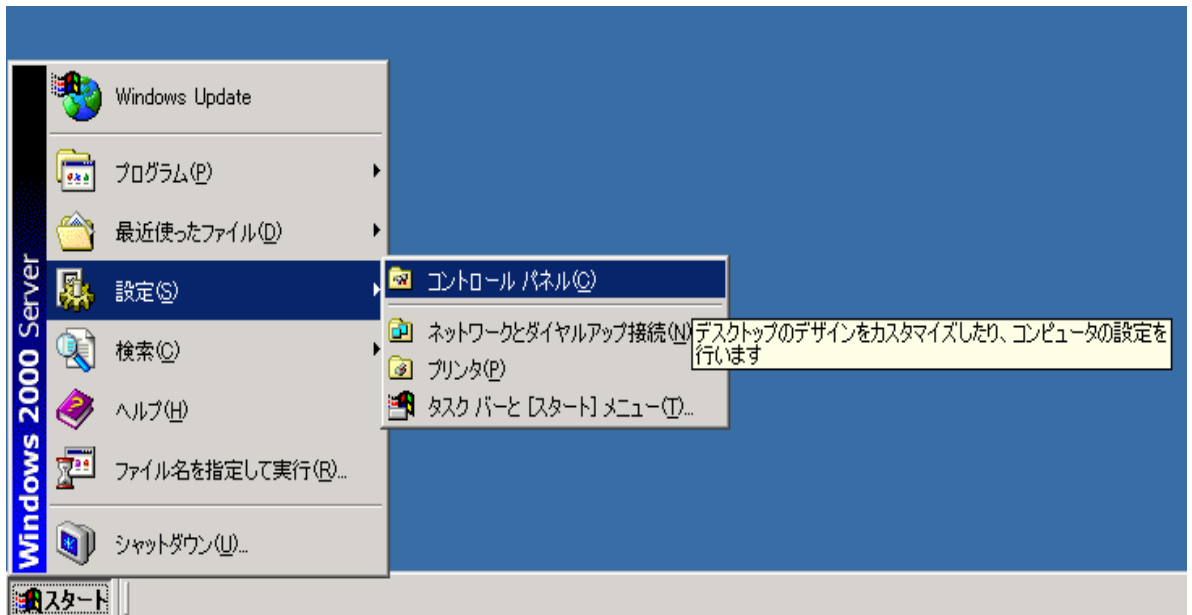 Windows 2000 Server
Windows Update
プログラム(P)
最近使ったファイル(D)
設定(S)
検索(C)
ヘルプ(H)
ファイル名を指定して実行(R)...
シャットダウン(U)...
コントロール パネル(C)
ネットワークとダイヤルアップ接続(N)
プリンタ(P)
タスク バーと [スタート] メニュー(T)...
デスクトップのデザインをカスタマイズしたり、コンピュータの設定を
行います
スタート